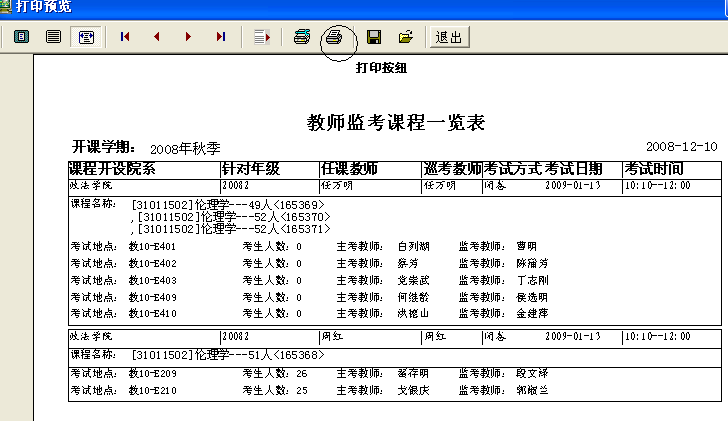 打印预览
退出
打印按纽
教师监考课程一览表
开课学期: 2008年秋季 2008-12-10
课程开设院系 针对年级 任课教师 巡考教师 考试方式 考试日期 考试时间
政法学院 20082 任万明 任万明 闭卷 2009-01-13 10:10--12:00
课程名称: [31011502]伦理学---49人<165369>
,[31011502]伦理学---52人<165370>
,[31011502]伦理学---52人<165371>
考试地点: 教10-E401 考生人数: 0 主考教师: 白列湖 监考教师: 曹明
考试地点: 教10-E402 考生人数: 0 主考教师: 蔡芳 监考教师: 陈瑜芳
考试地点: 教10-E403 考生人数: 0 主考教师: 党崇武 监考教师: 丁志刚
考试地点: 教10-E409 考生人数: 0 主考教师: 何继龄 监考教师: 侯选明
考试地点: 教10-E410 考生人数: 0 主考教师: 洪德山 监考教师: 金建萍
政法学院 20082 周红 周红 闭卷 2009-01-13 10:10--12:00
课程名称: [31011502]伦理学---51人<165368>
考试地点: 教10-E209 考生人数: 26 主考教师: 存明 监考教师: 段文泽
考试地点: 教10-E210 考生人数: 25 主考教师: 戈银庆 监考教师: 郭淑兰